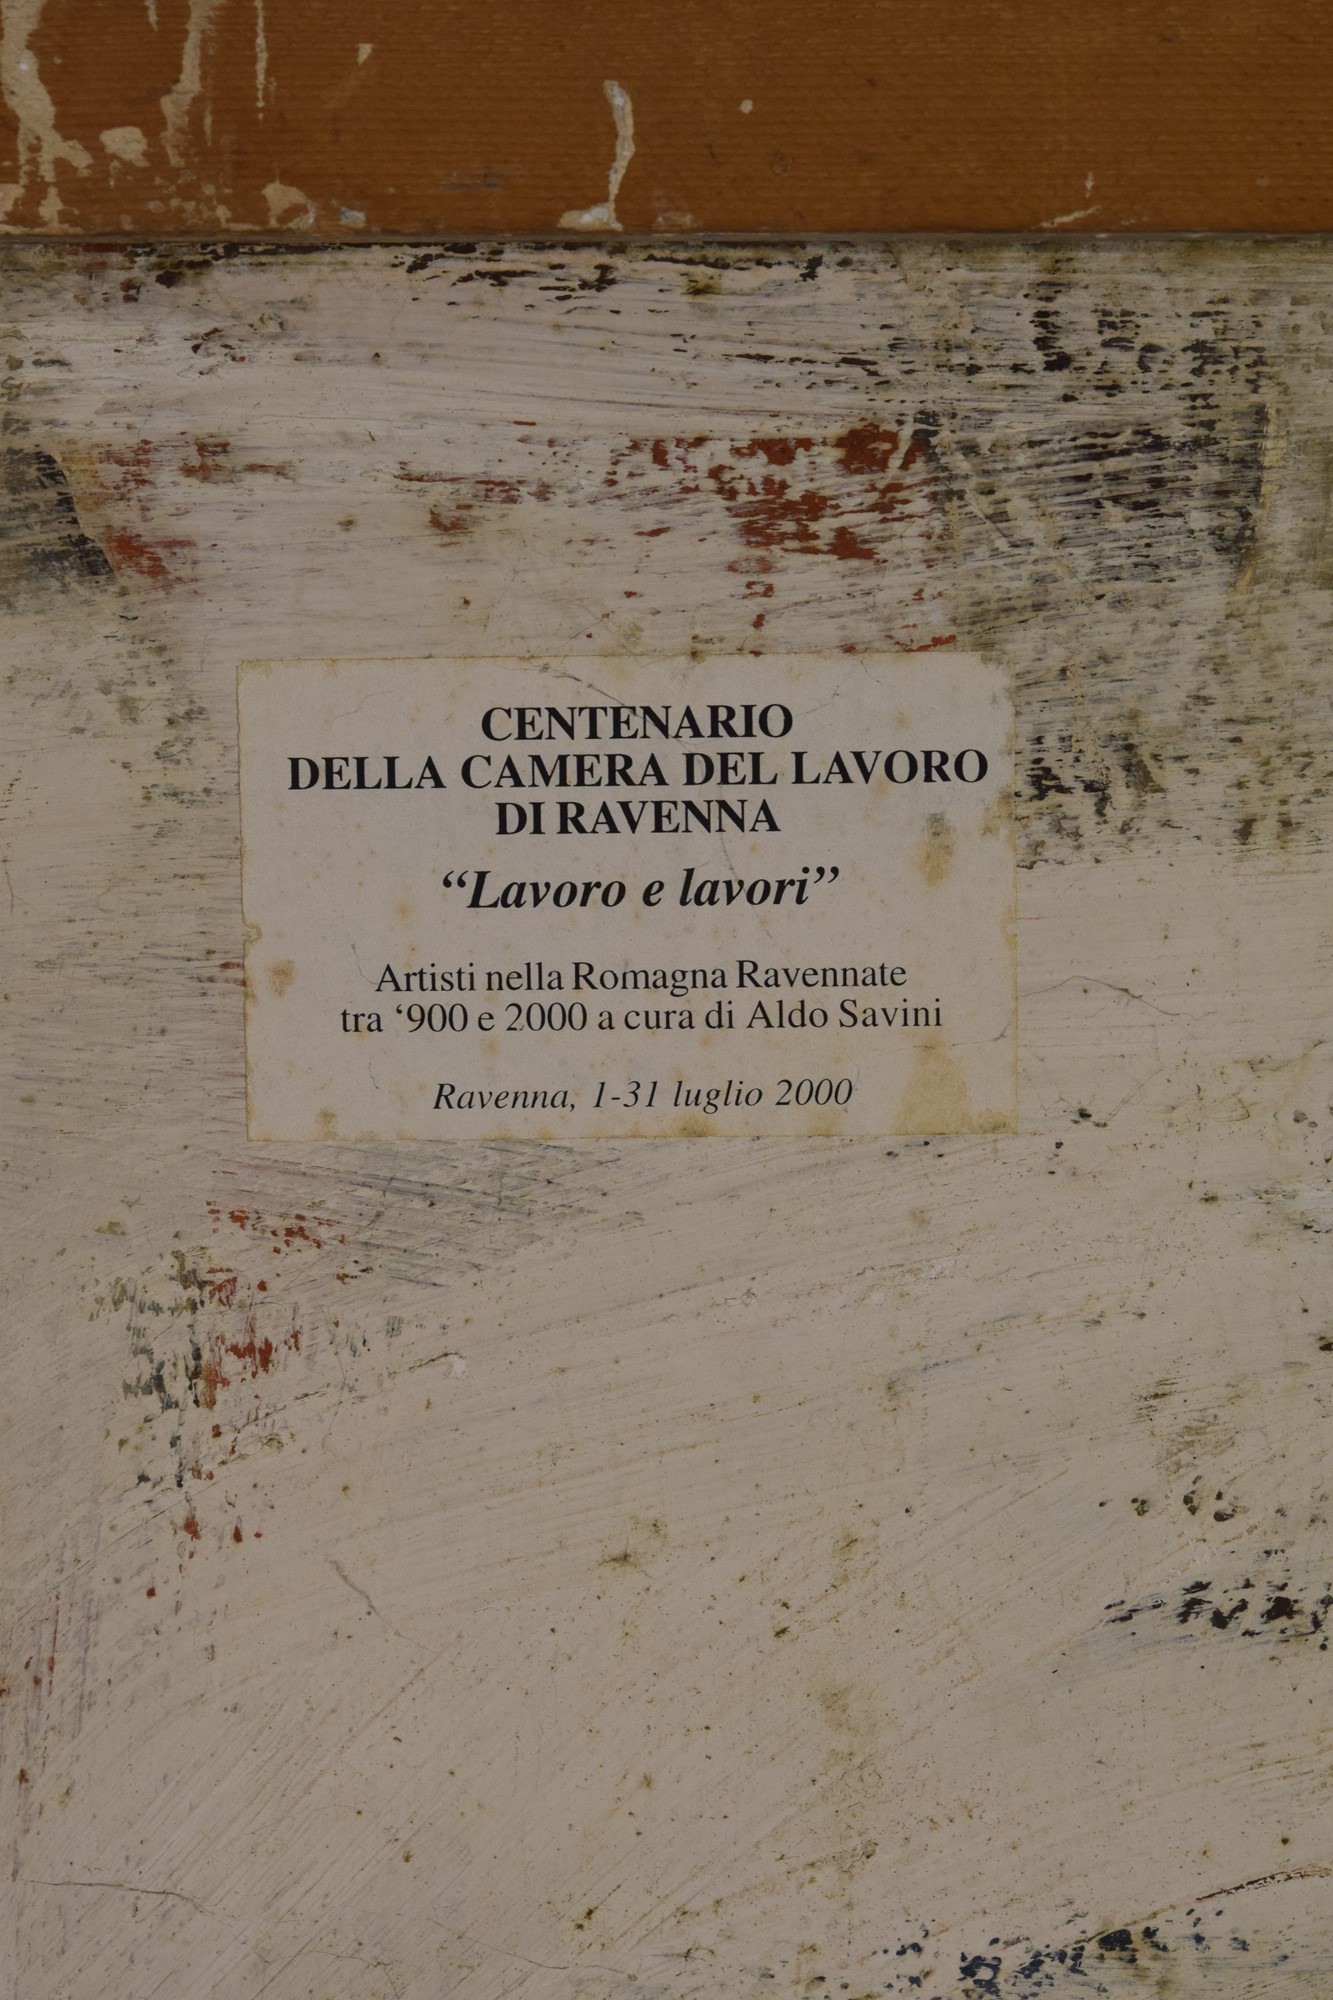 CENTENARIO
DELLA CAMERA DEL LAVORO
DI RAVENNA
“Lavoro e lavori”
Artisti nella Romagna Ravennate
tra ‘900 e 2000 a cura di Aldo Savini
Ravenna, 1-31 luglio 2000